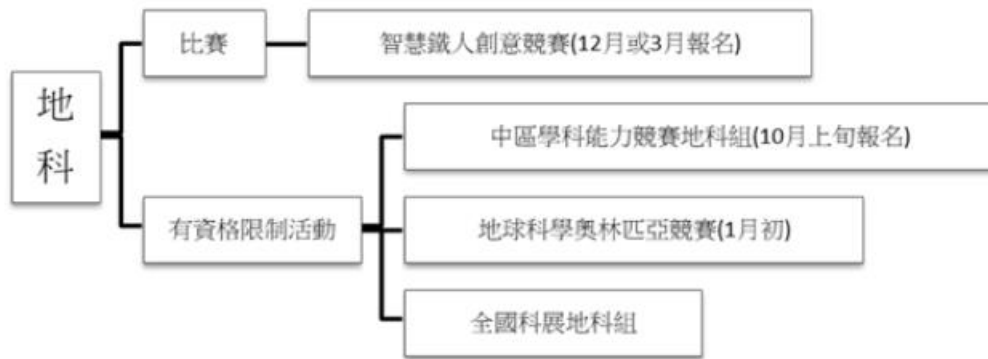 地科
比賽
智慧鐵人創意競賽(12月或3月報名)
有資格限制活動
中區學科能力競賽地科組(10月上旬報名)
地球科學奧林匹亞競賽(1月初)
全國科展地科組